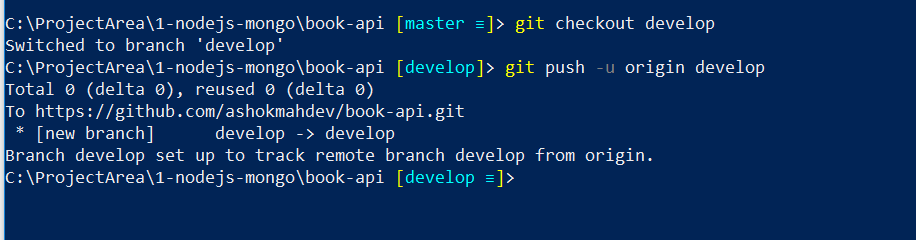 C:\ProjectArea\1-nodejs-mongo\book-api [master ≡]> git checkout develop
Switched to branch 'develop'
C:\ProjectArea\1-nodejs-mongo\book-api [develop]> git push -u origin develop
Total 0 (delta 0), reused 0 (delta 0)
To https://github.com/ashokmahdev/book-api.git
 * [new branch]      develop -> develop
Branch develop set up to track remote branch develop from origin.
C:\ProjectArea\1-nodejs-mongo\book-api [develop ≡]>